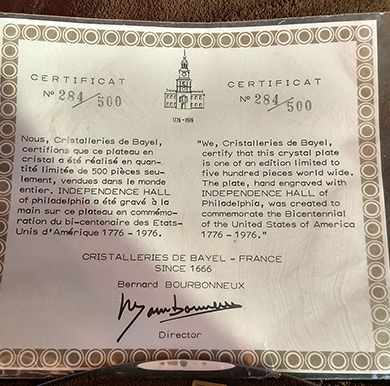 CERTIFICAT
N° 284/500
1776 - 1976
CERTIFICAT
N° 284/500
Nous, Cristalleries de Bayel,
certifions que ce plateau en
cristal a été réalisé en quan-
tité limitée de 500 pièces seu-
lement, vendues dans le monde
entier. INDEPENDENCE HALL
of philadelphia a été gravé à la
main sur ce plateau en commémo-
ration du bi-centenaire des Etats-
Unis d'Amérique 1776 - 1976.
"We, Cristalleries de Bayel,
certify that this crystal plate
is one of an edition limited to
five hundred pieces world wide.
The plate, hand engraved with
INDEPENDENCE HALL of
Philadelphia, was created to
commemorate the Bicentennial
of the United States of America
1776 - 1976."
CRISTALLERIES DE BAYEL - FRANCE
SINCE 1666
Bernard BOURBONNEUX
Director